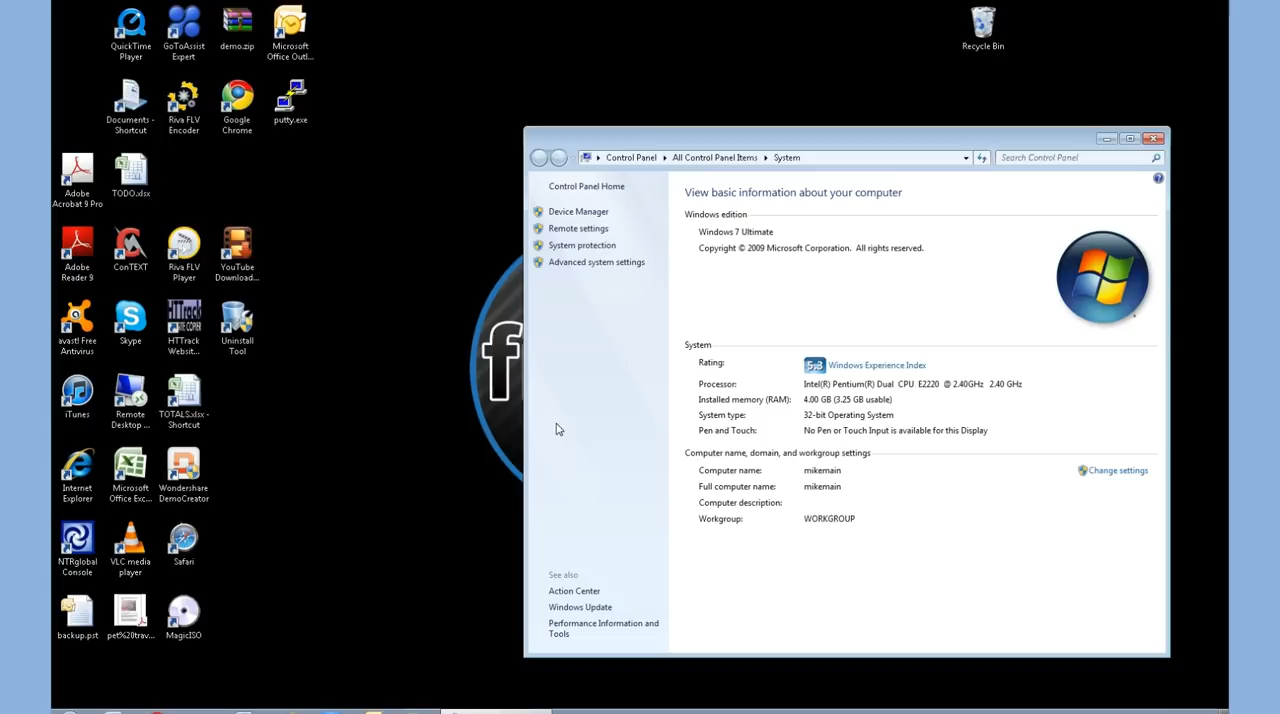 QuickTime
Player
GoToAssist
Expert
demo.zip
Microsoft
Office Outl...
Recycle Bin
Documents -
Shortcut
Riva FLV
Encoder
Google
Chrome
putty.exe
Adobe
Acrobat 9 Pro
TODO.xlsx
Adobe
Reader 9
ConTEXT
Riva FLV
Player
YouTube
Download...
avast! Free
Antivirus
Skype
HTTrack
Website...
Uninstall
Tool
iTunes
Remote
Desktop ...
TOTALS.xlsx -
Shortcut
Internet
Explorer
Microsoft
Office Exc...
Wondershare
DemoCreator
NTRglobal
Console
VLC media
player
Safari
backup.pst
pet%20trav...
MagicISO
f
Control Panel
All Control Panel Items
System
Search Control Panel
Control Panel Home
Device Manager
Remote settings
System protection
Advanced system settings
See also
Action Center
Windows Update
Performance Information and
Tools
View basic information about your computer
Windows edition
Windows 7 Ultimate
Copyright © 2009 Microsoft Corporation. All rights reserved.
System
Rating: 5,3 Windows Experience Index
Processor: Intel(R) Pentium(R) Dual CPU E2220 @ 2.40GHz 2.40 GHz
Installed memory (RAM): 4.00 GB (3.25 GB usable)
System type: 32-bit Operating System
Pen and Touch: No Pen or Touch Input is available for this Display
Computer name, domain, and workgroup settings
Computer name: mikemain
Change settings
Full computer name: mikemain
Computer description:
Workgroup: WORKGROUP